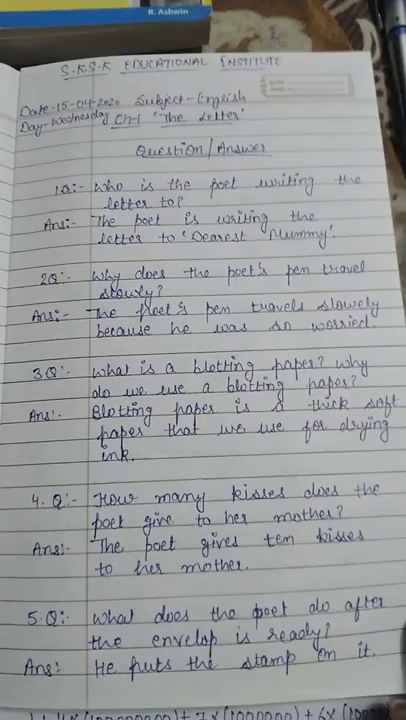 R. Ashwin
S.K.S.K EDUCATIONAL INSTITUTE
Date-15-04-2020 Subject-English
Day-Wednesday Ch-1 'The Letter'
Question/Answer
1Q:- Who is the poet writing the
letter to?
Ans:- The poet is writing the
letter to 'Dearest Mummy'.
2Q:- Why does the poet's pen travel
slowly?
Ans:- The poet's pen travels slowely
because he was so worried.
3Q:- What is a blotting paper? Why
do we use a blotting paper?
Ans:- Blotting paper is a thick soft
paper that we use for drying
ink.
4.Q:- How many kisses does the
poet give to her mother?
Ans:- The poet gives ten kisses
to her mother.
5.Q:- What does the poet do after
the envelop is ready?
Ans: He puts the stamp on it.